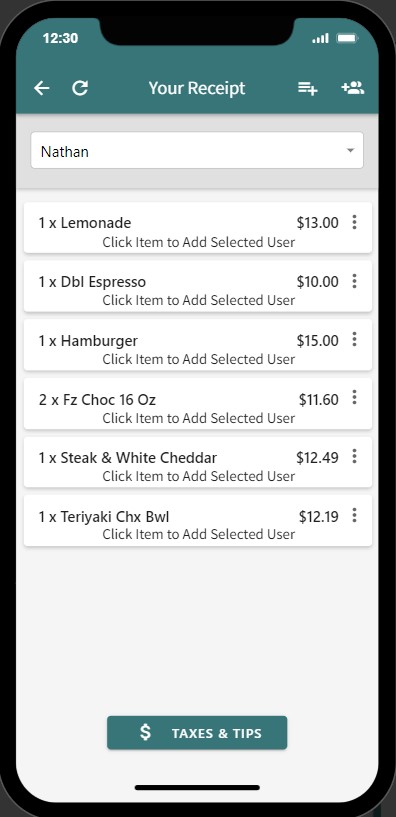 12:30
Your Receipt
Nathan
1 x Lemonade $13.00
Click Item to Add Selected User
1 x Dbl Espresso $10.00
Click Item to Add Selected User
1 x Hamburger $15.00
Click Item to Add Selected User
2 x Fz Choc 16 Oz $11.60
Click Item to Add Selected User
1 x Steak & White Cheddar $12.49
Click Item to Add Selected User
1 x Teriyaki Chx Bwl $12.19
Click Item to Add Selected User
$ TAXES & TIPS